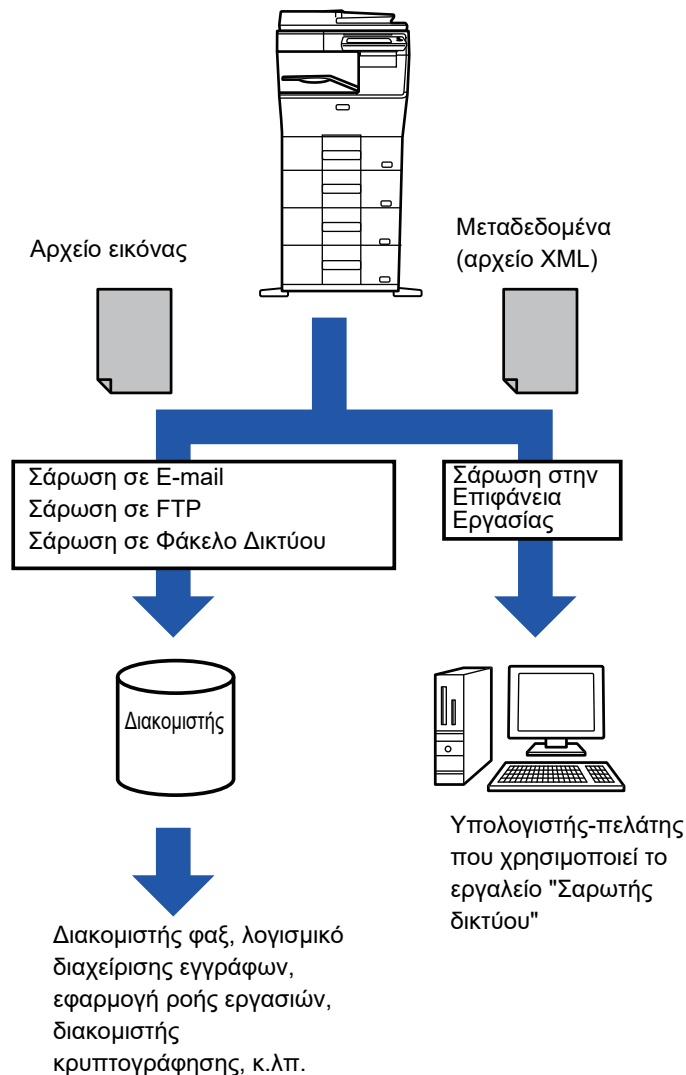 Αρχείο εικόνας
Μεταδεδομένα
(αρχείο XML)
Σάρωση σε E-mail
Σάρωση σε FTP
Σάρωση σε Φάκελο Δικτύου
Σάρωση στην
Επιφάνεια
Εργασίας
Διακομιστής
Υπολογιστής-πελάτης
που χρησιμοποιεί το
εργαλείο "Σαρωτής
δικτύου"
Διακομιστής φαξ, λογισμικό
διαχείρισης εγγράφων,
εφαρμογή ροής εργασιών,
διακομιστής
κρυπτογράφησης, κ.λπ.